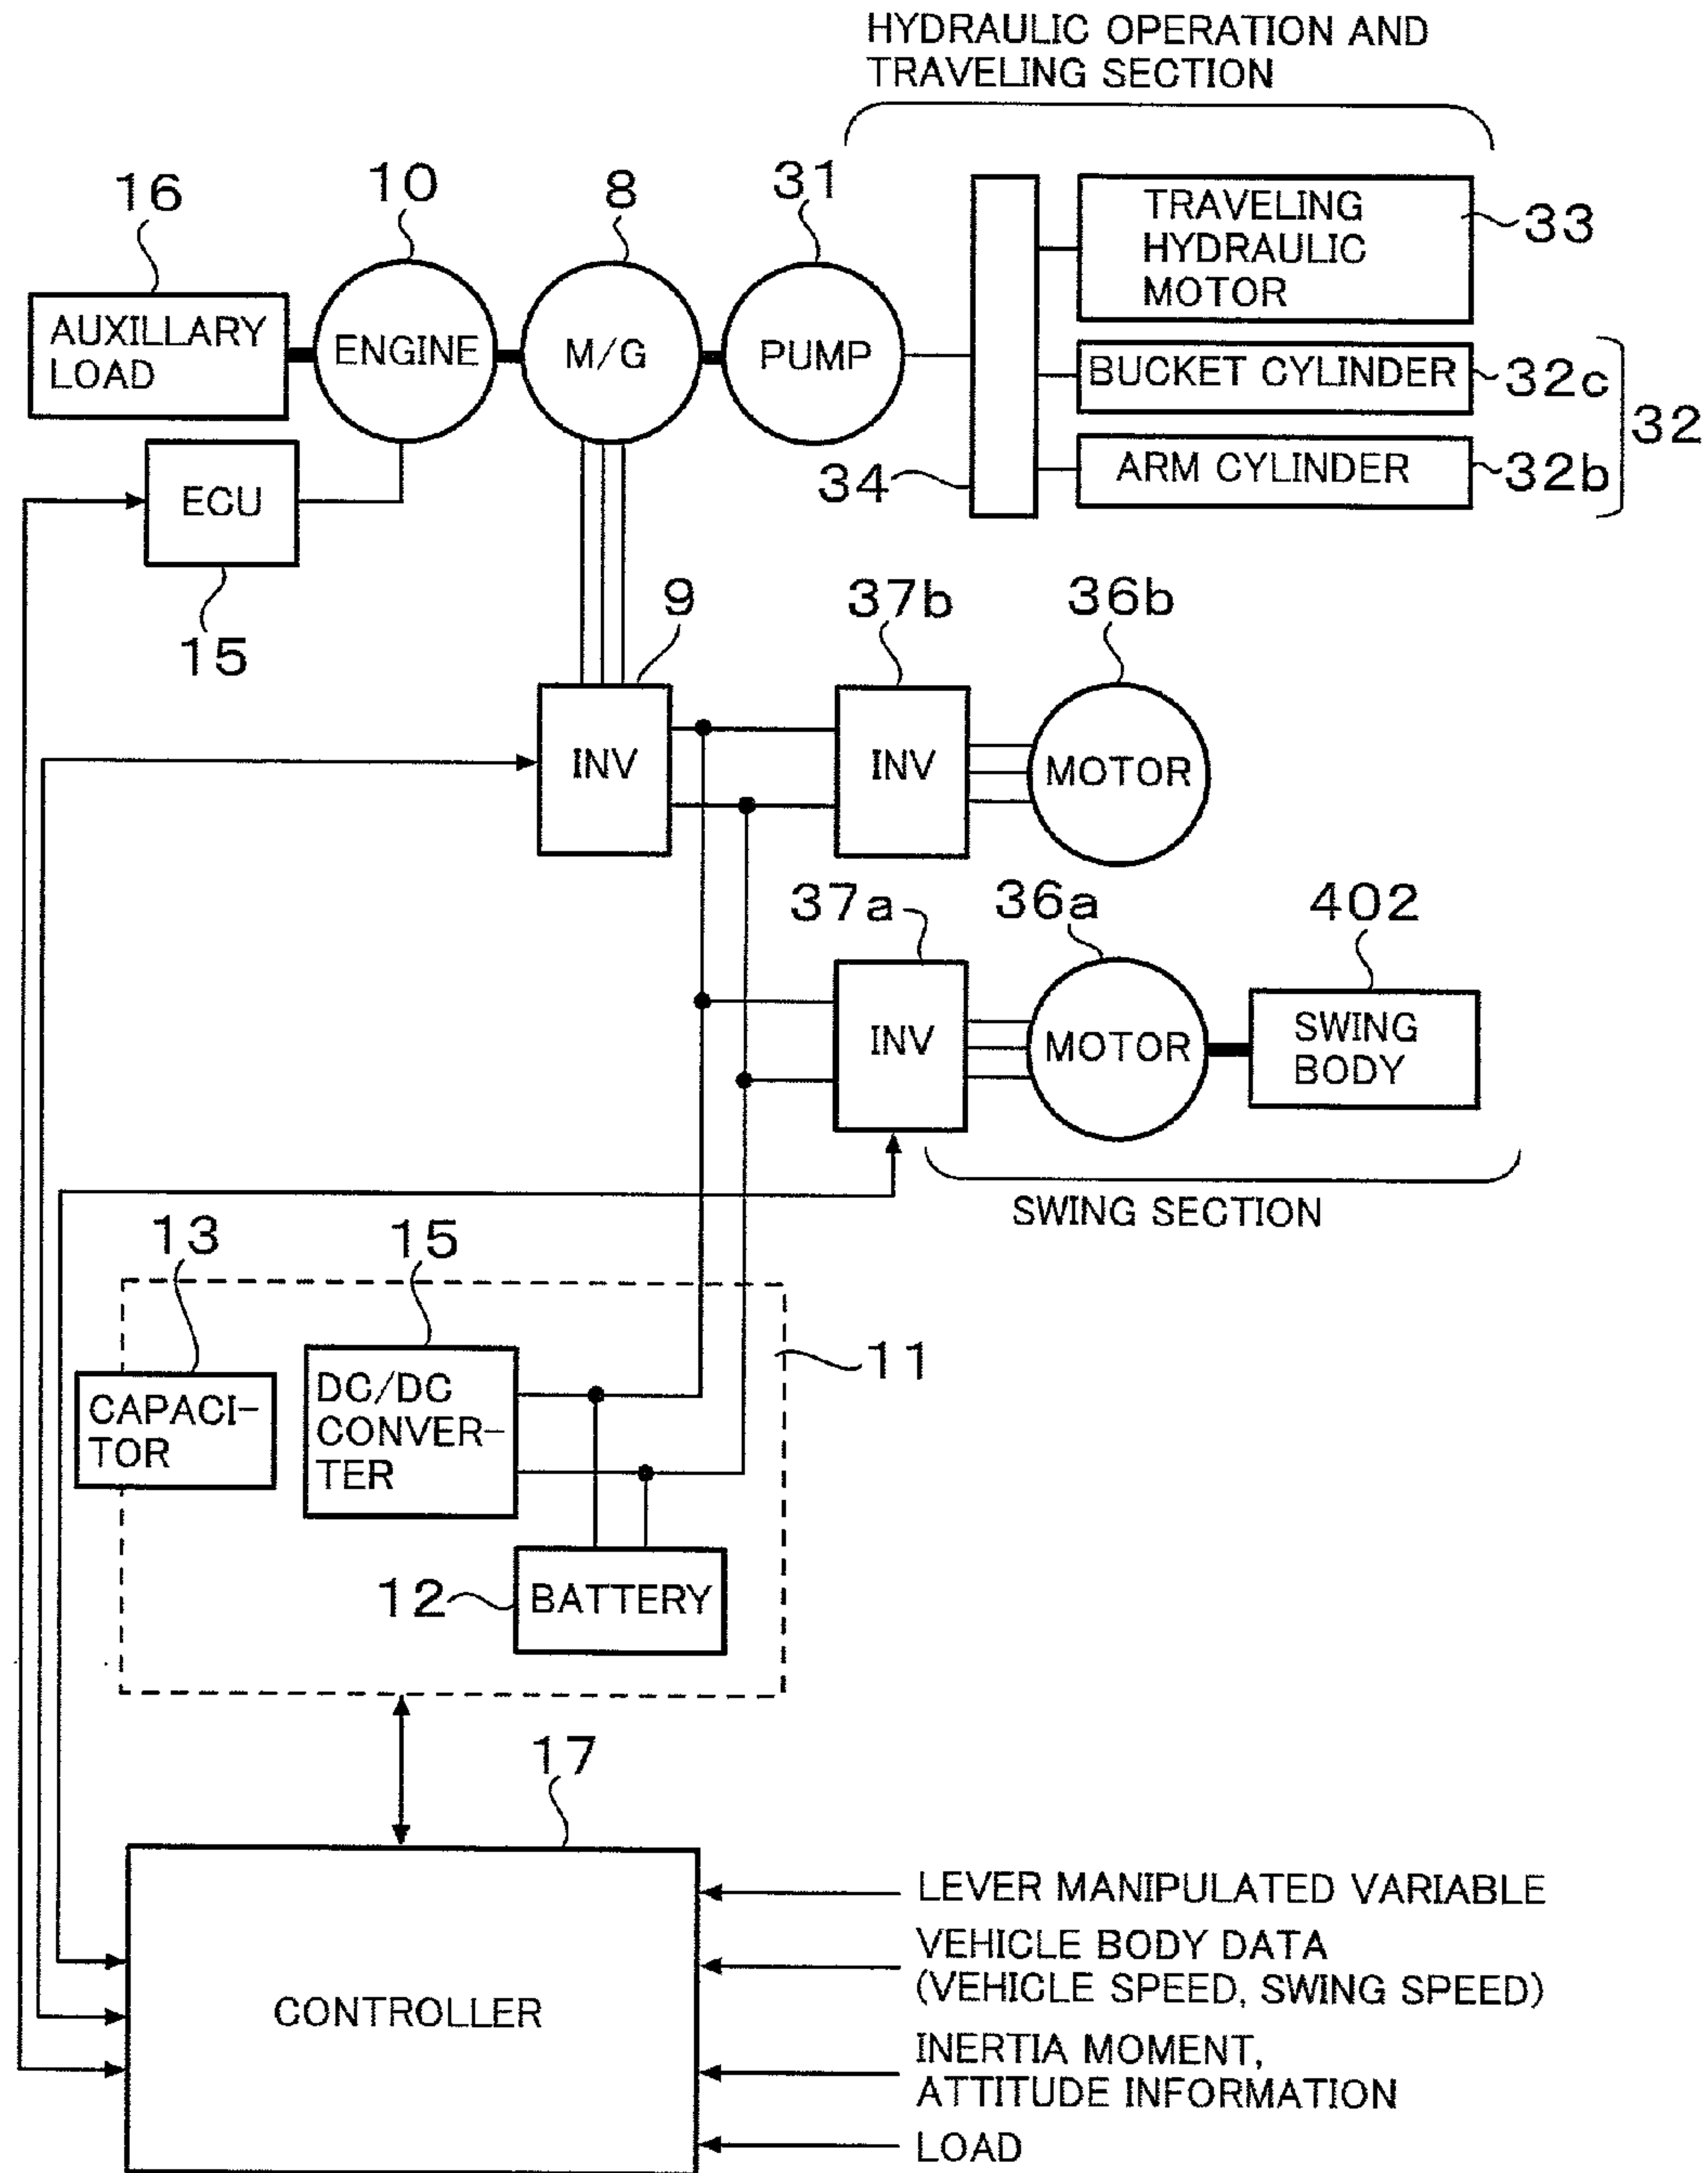 HYDRAULIC OPERATION AND
TRAVELING SECTION
16
10
8
31
TRAVELING
HYDRAULIC
MOTOR
33
AUXILLARY
LOAD
ENGINE
M/G
PUMP
BUCKET CYLINDER
32c
32
ARM CYLINDER
32b
34
ECU
15
9
37b
36b
INV
INV
MOTOR
37a
36a
402
INV
MOTOR
SWING
BODY
SWING SECTION
13
15
11
CAPACI-
TOR
DC/DC
CONVER-
TER
12
BATTERY
17
CONTROLLER
LEVER MANIPULATED VARIABLE
VEHICLE BODY DATA
(VEHICLE SPEED, SWING SPEED)
INERTIA MOMENT,
ATTITUDE INFORMATION
LOAD